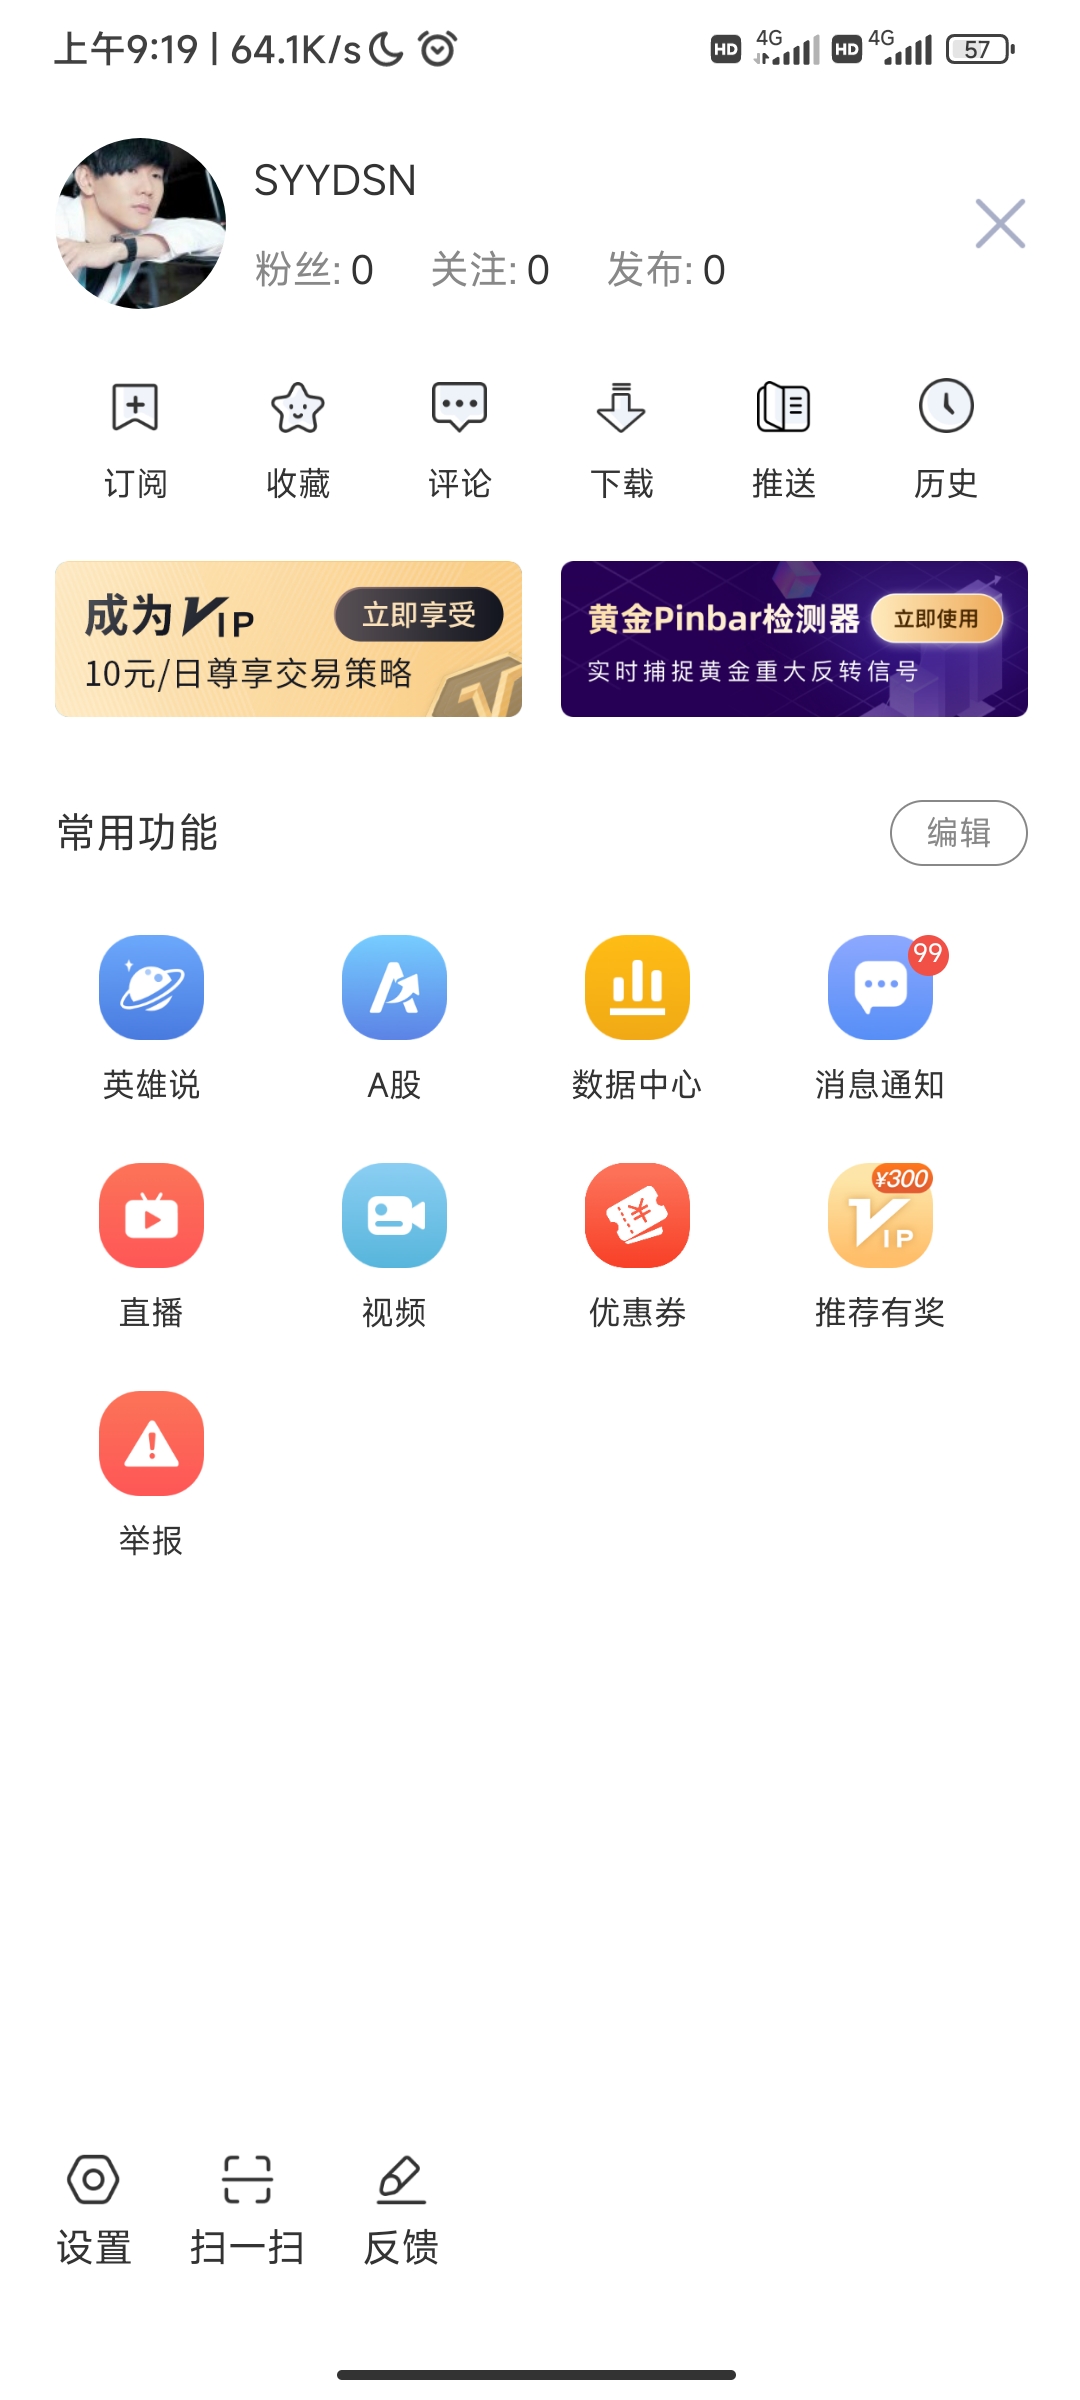 上午9:19 | 64.1K/s HD 4G HD 4G 57
SYYDSN
粉丝: 0 关注: 0 发布: 0
订阅 收藏 评论 下载 推送 历史
成为VIP 立即享受
10元/日尊享交易策略
黄金Pinbar检测器 立即使用
实时捕捉黄金重大反转信号
常用功能 编辑
99
英雄说 A股 数据中心 消息通知
¥300
VIP
直播 视频 优惠券 推荐有奖
举报
设置 扫一扫 反馈